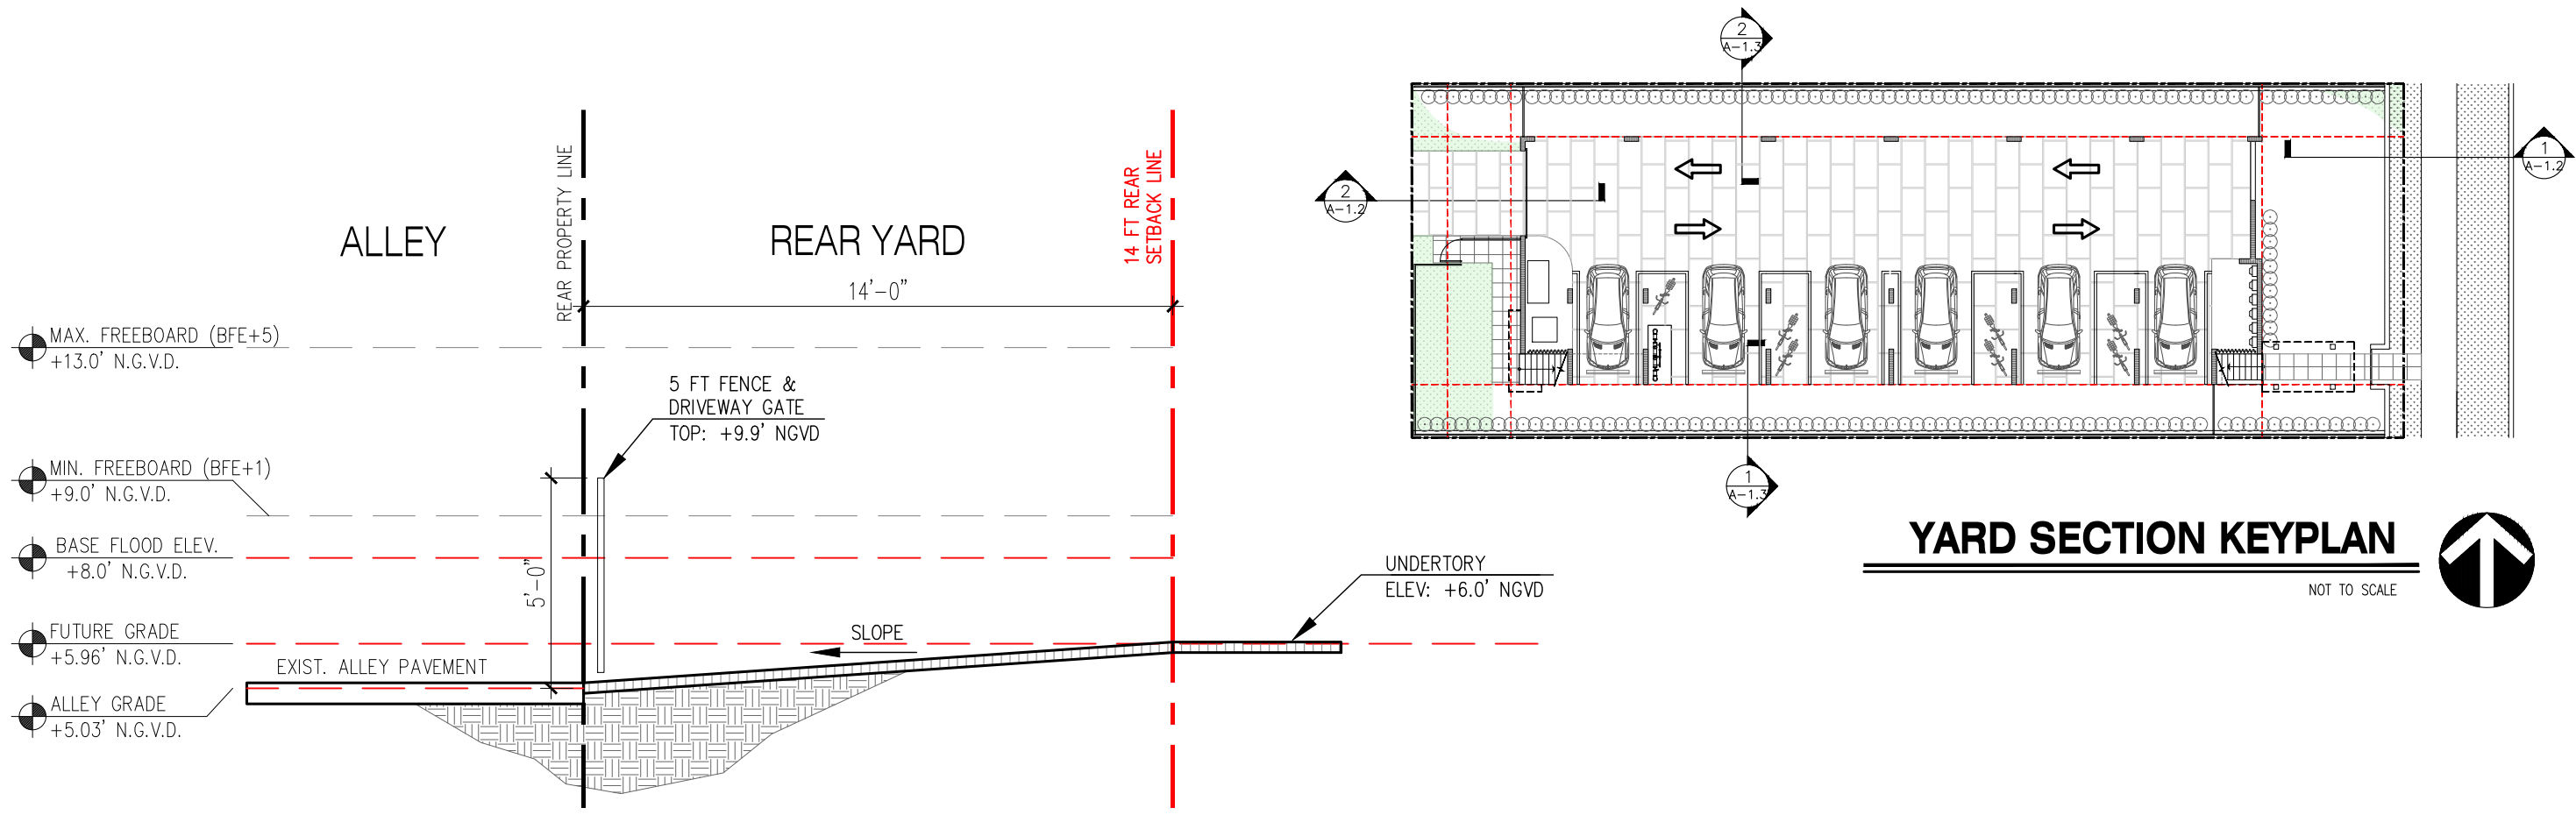 ALLEY
REAR PROPERTY LINE
REAR YARD
14 FT REAR
SETBACK LINE
14'-0"
MAX. FREEBOARD (BFE+5)
+13.0' N.G.V.D.
5 FT FENCE &
DRIVEWAY GATE
TOP: +9.9' NGVD
MIN. FREEBOARD (BFE+1)
+9.0' N.G.V.D.
BASE FLOOD ELEV.
+8.0' N.G.V.D.
5'-0"
UNDERTORY
ELEV: +6.0' NGVD
FUTURE GRADE
+5.96' N.G.V.D.
SLOPE
EXIST. ALLEY PAVEMENT
ALLEY GRADE
+5.03' N.G.V.D.
2
A-1.3
1
A-1.2
2
A-1.2
1
A-1.3
YARD SECTION KEYPLAN
NOT TO SCALE